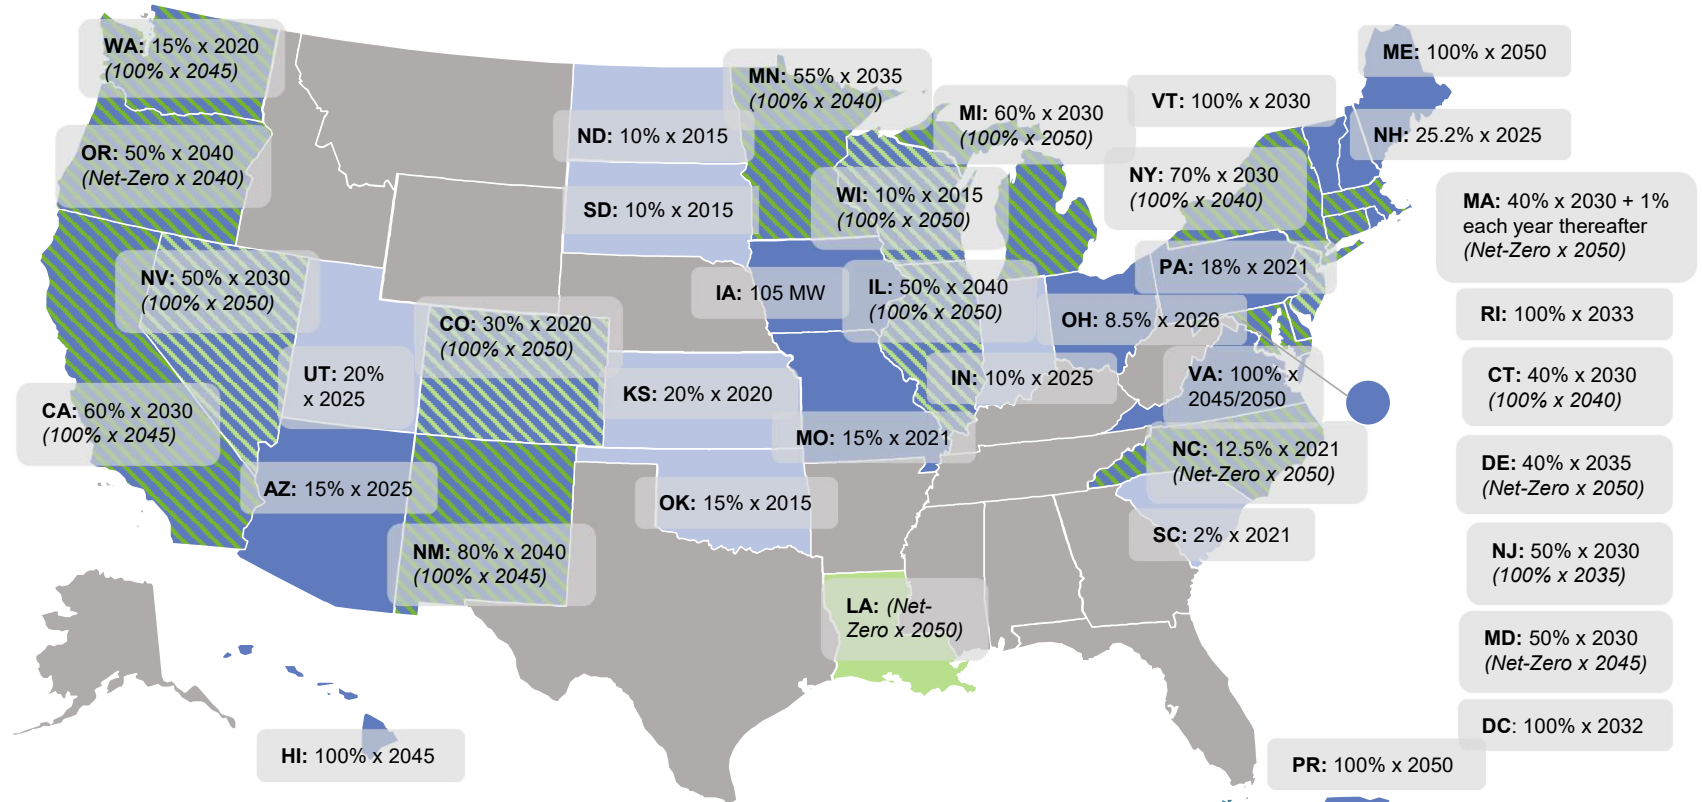 WA: 15% x 2020
(100% x 2045)
OR: 50% x 2040
(Net-Zero x 2040)
NV: 50% x 2030
(100% x 2050)
CA: 60% x 2030
(100% x 2045)
UT: 20%
x 2025
AZ: 15% x 2025
CO: 30% x 2020
(100% x 2050)
NM: 80% x 2040
(100% x 2045)
ND: 10% x 2015
SD: 10% x 2015
KS: 20% x 2020
OK: 15% x 2015
MN: 55% x 2035
(100% x 2040)
WI: 10% x 2015
(100% x 2050)
IA: 105 MW
IL: 50% x 2040
(100% x 2050)
MO: 15% x 2021
LA: (Net-
Zero x 2050)
MI: 60% x 2030
(100% x 2050)
IN: 10% x 2025
OH: 8.5% x 2026
PA: 18% x 2021
NY: 70% x 2030
(100% x 2040)
VT: 100% x 2030
ME: 100% x 2050
NH: 25.2% x 2025
VA: 100% x
2045/2050
NC: 12.5% x 2021
(Net-Zero x 2050)
SC: 2% x 2021
MA: 40% x 2030 + 1%
each year thereafter
(Net-Zero x 2050)
RI: 100% x 2033
CT: 40% x 2030
(100% x 2040)
DE: 40% x 2035
(Net-Zero x 2050)
NJ: 50% x 2030
(100% x 2035)
MD: 50% x 2030
(Net-Zero x 2045)
DC: 100% x 2032
PR: 100% x 2050
HI: 100% x 2045